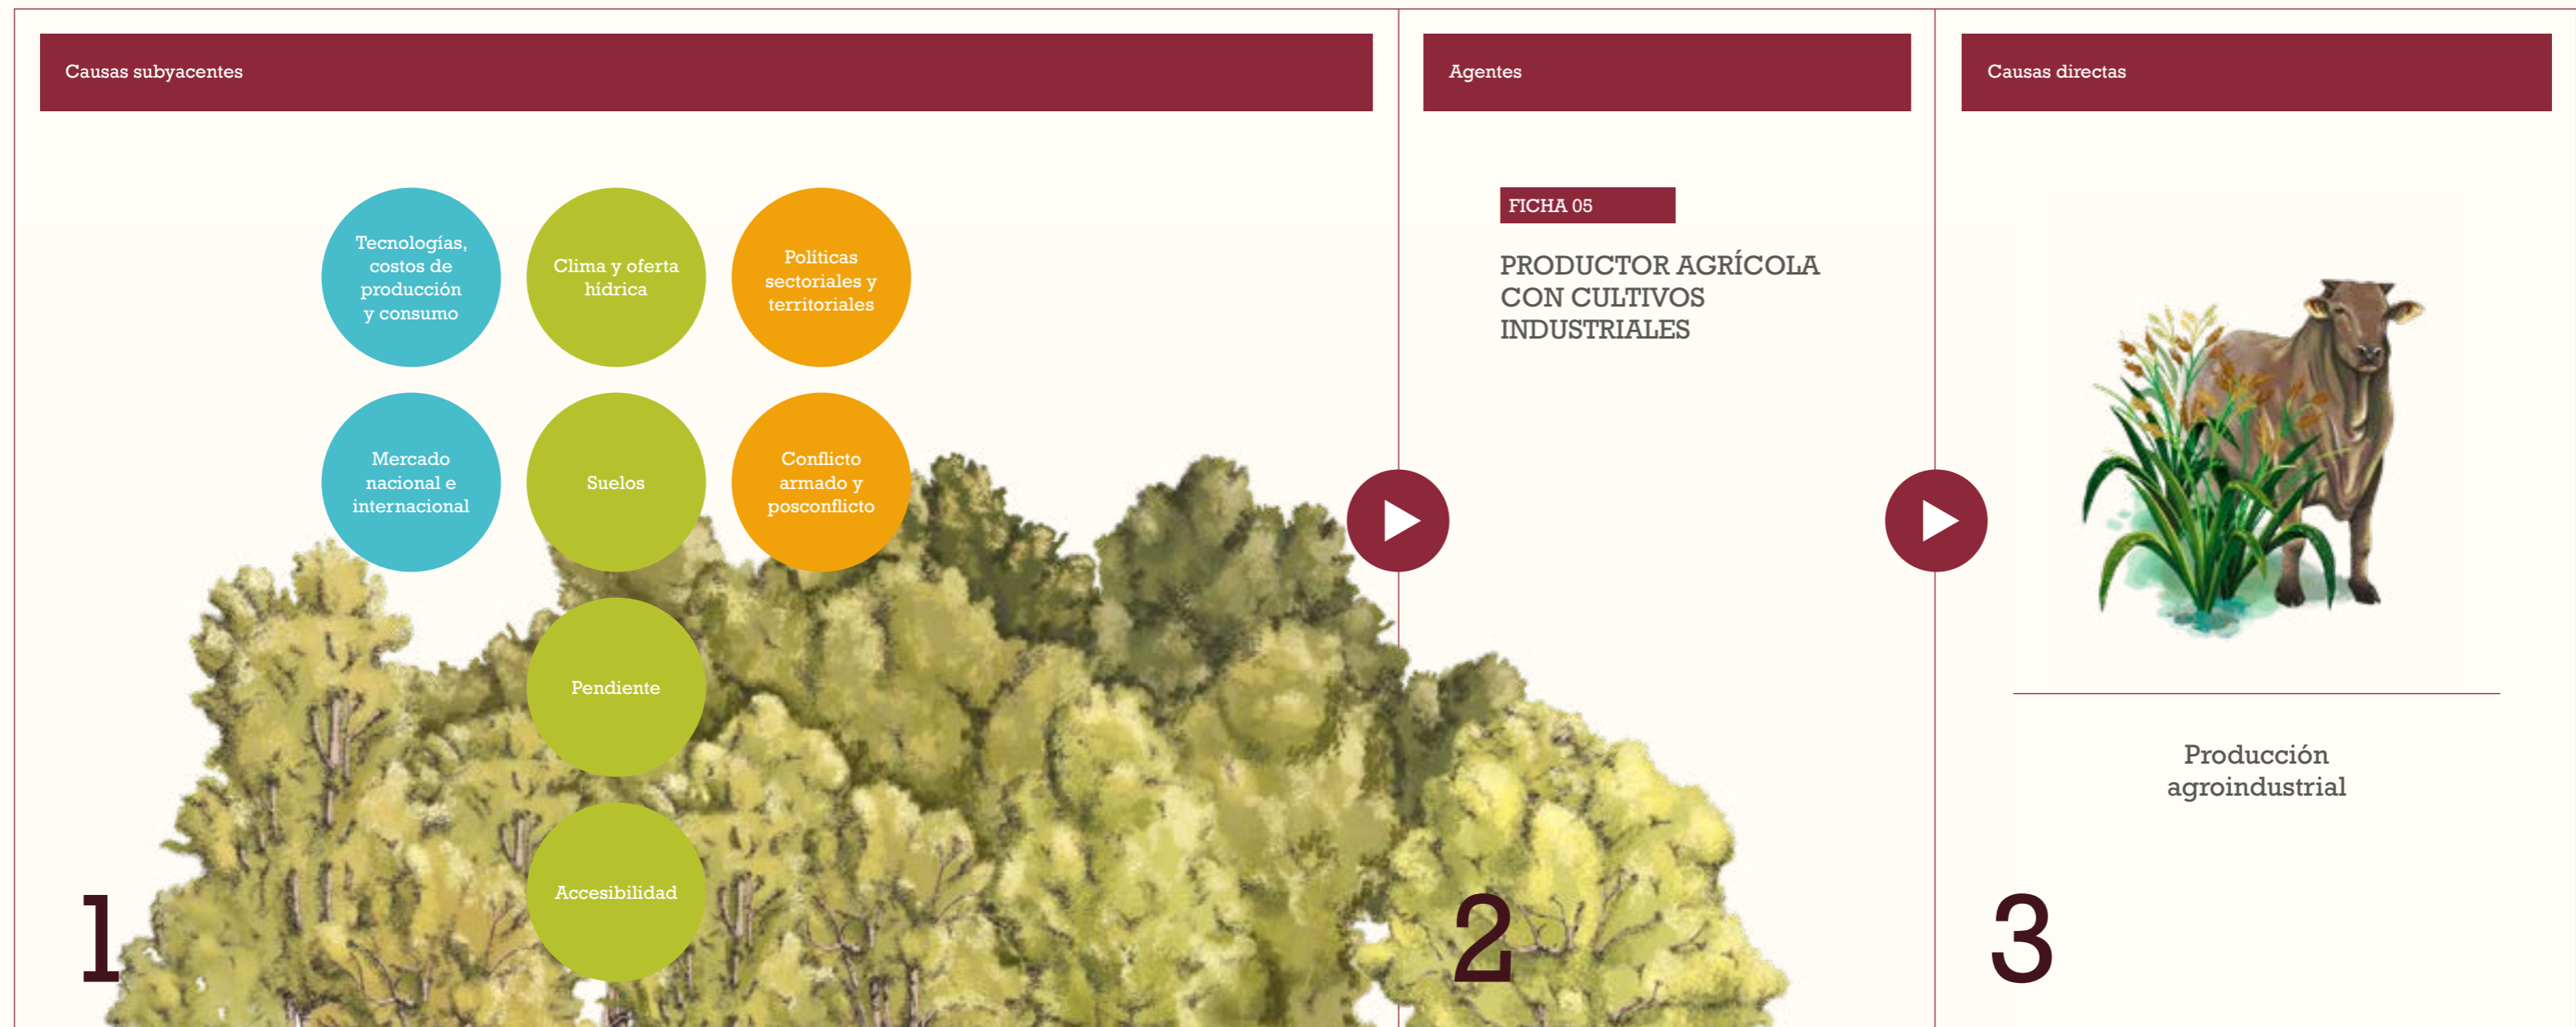 Causas subyacentes
Tecnologías,
costos de
producción
y consumo
Clima y oferta
hídrica
Políticas
sectoriales y
territoriales
Mercado
nacional e
internacional
Suelos
Conflicto
armado y
posconflicto
Pendiente
Accesibilidad
1
Agentes
FICHA 05
PRODUCTOR AGRÍCOLA
CON CULTIVOS
INDUSTRIALES
2
Causas directas
Producción
agroindustrial
3